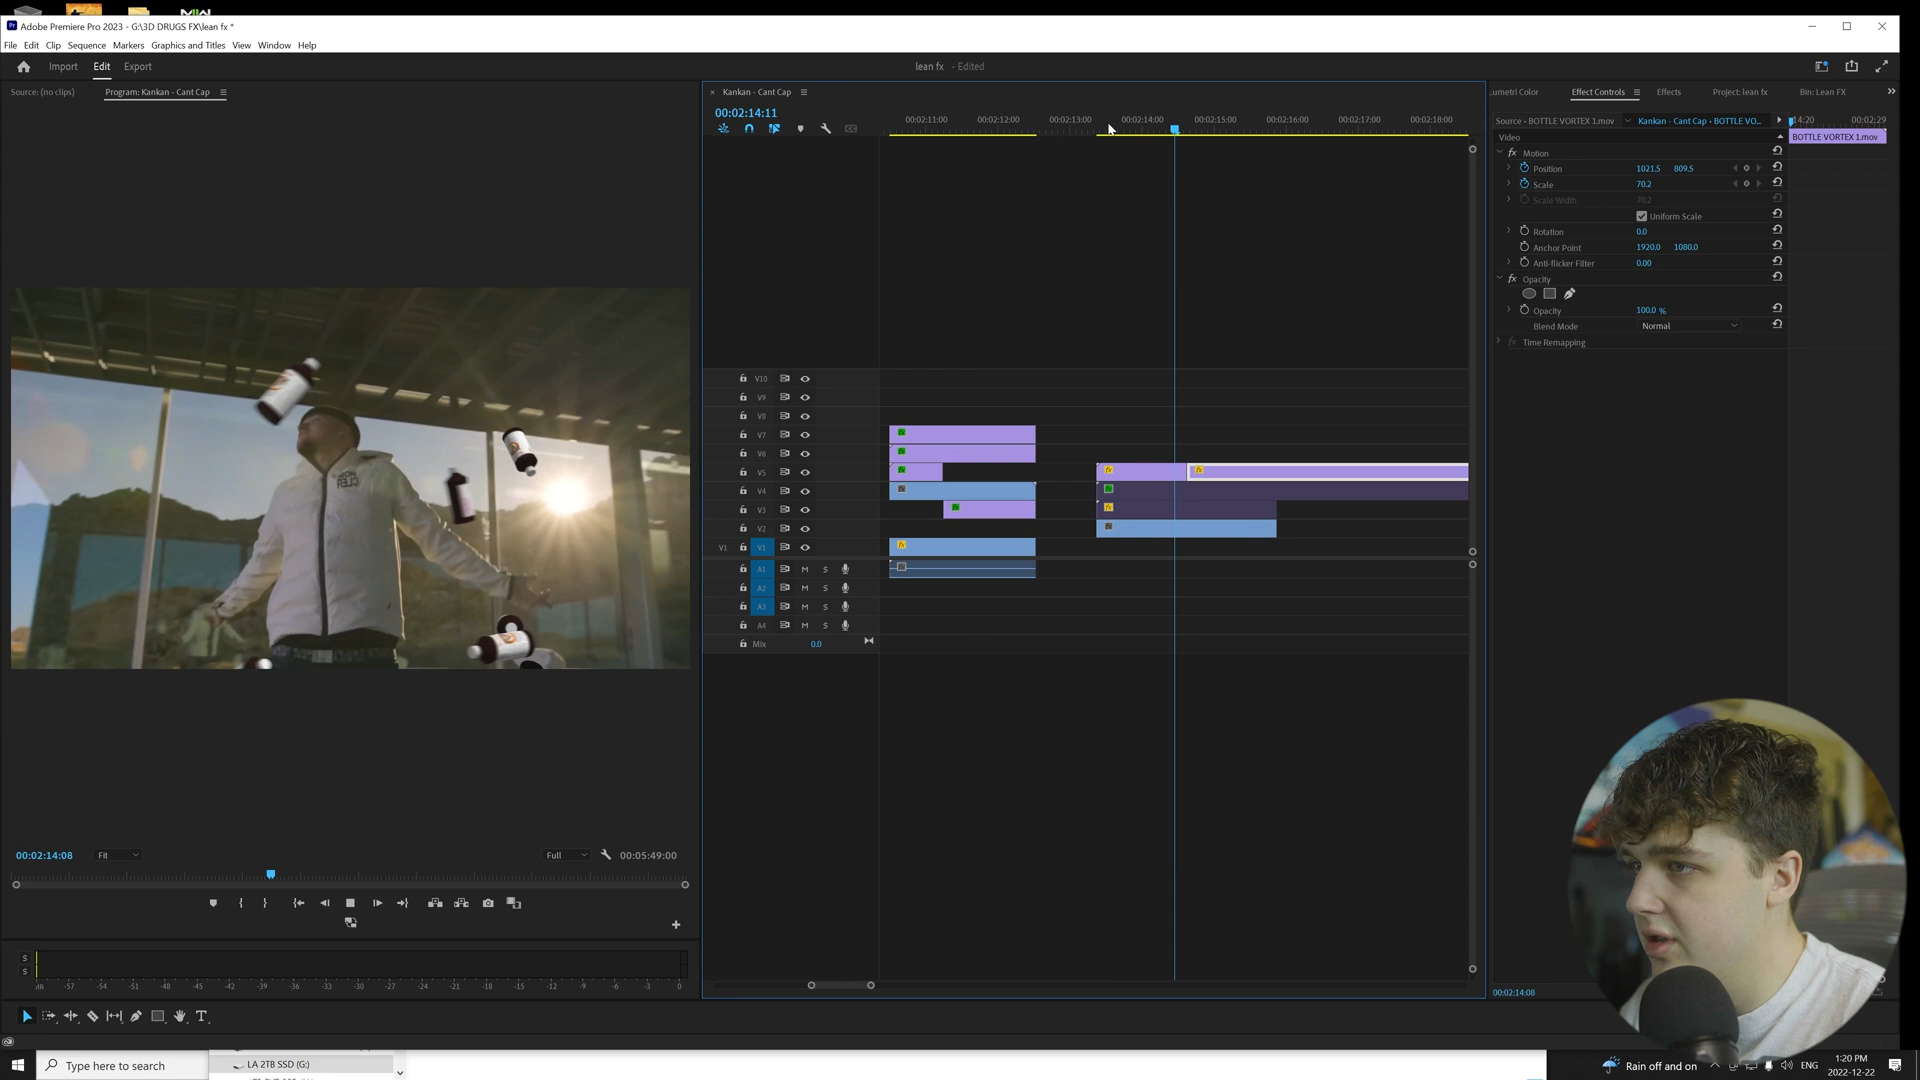 Adobe Premiere Pro 2023 - G:\3D DRUGS FX\lean fx *
File Edit Clip Sequence Markers Graphics and Titles View Window Help
Import Edit Export
lean fx - Edited
Source: (no clips)
Program: Kankan - Cant Cap
Kankan - Cant Cap
00:02:14:11
00:02:11:00 00:02:12:00 00:02:13:00 00:02:14:00 00:02:15:00 00:02:16:00 00:02:17:00 00:02:18:00
V10
V9
V8
V7
V6
V5
V4
V3
V2
V1 V1
A1 M S
A2 M S
A3 M S
A4 M S
Mix 0.0
umetri Color Effect Controls Effects Project: lean fx Bin: Lean FX
Source - BOTTLE VORTEX 1.mov Kankan - Cant Cap - BOTTLE VO...
14:20 00:02:29
Video
BOTTLE VORTEX 1.mov
fx Motion
Position 1021.5 809.5
Scale 70.2
Scale Width 70.2
Uniform Scale
Rotation 0.0
Anchor Point 1920.0 1080.0
Anti-flicker Filter 0.00
fx Opacity
Opacity 100.0 %
Blend Mode Normal
fx Time Remapping
00:02:14:08 Fit Full 00:05:49:00
S
S
-57 -54 -51 -48 -45 -42 -39 -36 -33 -30 -27 -24 -21 -18 -15 -12 -9 -6 -3 0
00:02:14:08
Type here to search
LA 2TB SSD (G:)
Rain off and on
ENG
1:20 PM
2022-12-22